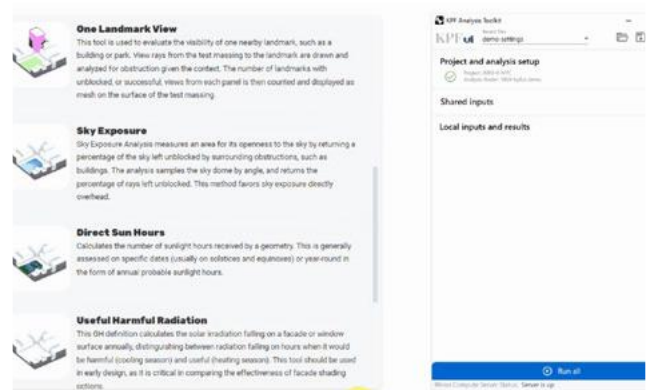 One Landmark View
This tool is used to evaluate the visibility of one nearby landmark, such as a
building or park. View rays from the test massing to the landmark are drawn and
analyzed for obstruction given the context. The number of landmarks with
unblocked, or successful, views from each panel is then counted and displayed as
mesh on the surface of the test massing.
Sky Exposure
Sky Exposure Analysis measures an area for its openness to the sky by returning a
percentage of the sky left unblocked by surrounding obstructions, such as
buildings. The analysis samples the sky dome by angle, and returns the
percentage of rays left unblocked. This method favors sky exposure directly
overhead.
Direct Sun Hours
Calculates the number of sunlight hours received by a geometry. This is generally
assessed on specific dates (usually on solstices and equinoxes) or year-round in
the form of annual probable sunlight hours.
Useful Harmful Radiation
This GH definition calculates the solar irradiation falling on a facade or window
surface annually, distinguishing between radiation falling on hours when it would
be harmful (cooling season) and useful (heating season). This tool should be used
in early design, as it is critical in comparing the effectiveness of facade shading
options.
KPF Analysis Toolkit
KPF ui
demo settings
Project and analysis setup
Shared inputs
Local inputs and results
Run all
Rhino Compute Server Status: Server is up